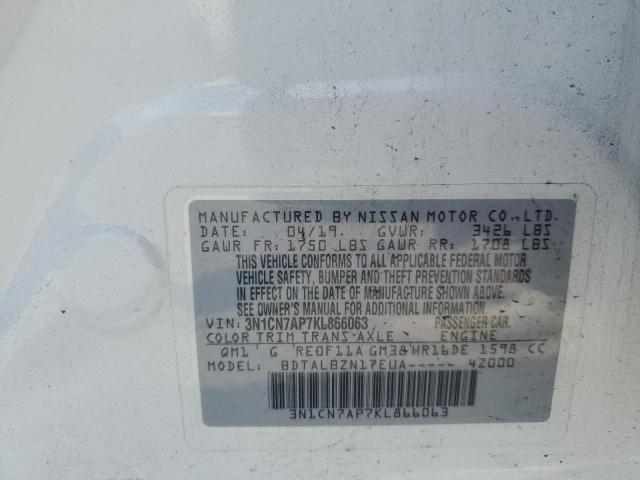 MANUFACTURED BY NISSAN MOTOR CO.,LTD.
DATE: 04/19. GVWR: 3426 LBS
GAWR FR: 1750 LBS GAWR RR: 1708 LBS
THIS VEHICLE CONFORMS TO ALL APPLICABLE FEDERAL MOTOR
VEHICLE SAFETY, BUMPER AND THEFT PREVENTION STANDARDS
IN EFFECT ON THE DATE OF MANUFACTURE SHOWN ABOVE.
SEE OWNER'S MANUAL FOR ADDITIONAL INFORMATION.
VIN: 3N1CN7AP7KL866063 PASSENGER CAR.
COLOR TRIM TRANS-AXLE ENGINE
QM1 G RE0F11A GM38 HR16DE 1598 CC
MODEL: BDTALBZN17EUA----- 4Z000
3N1CN7AP7KL866063